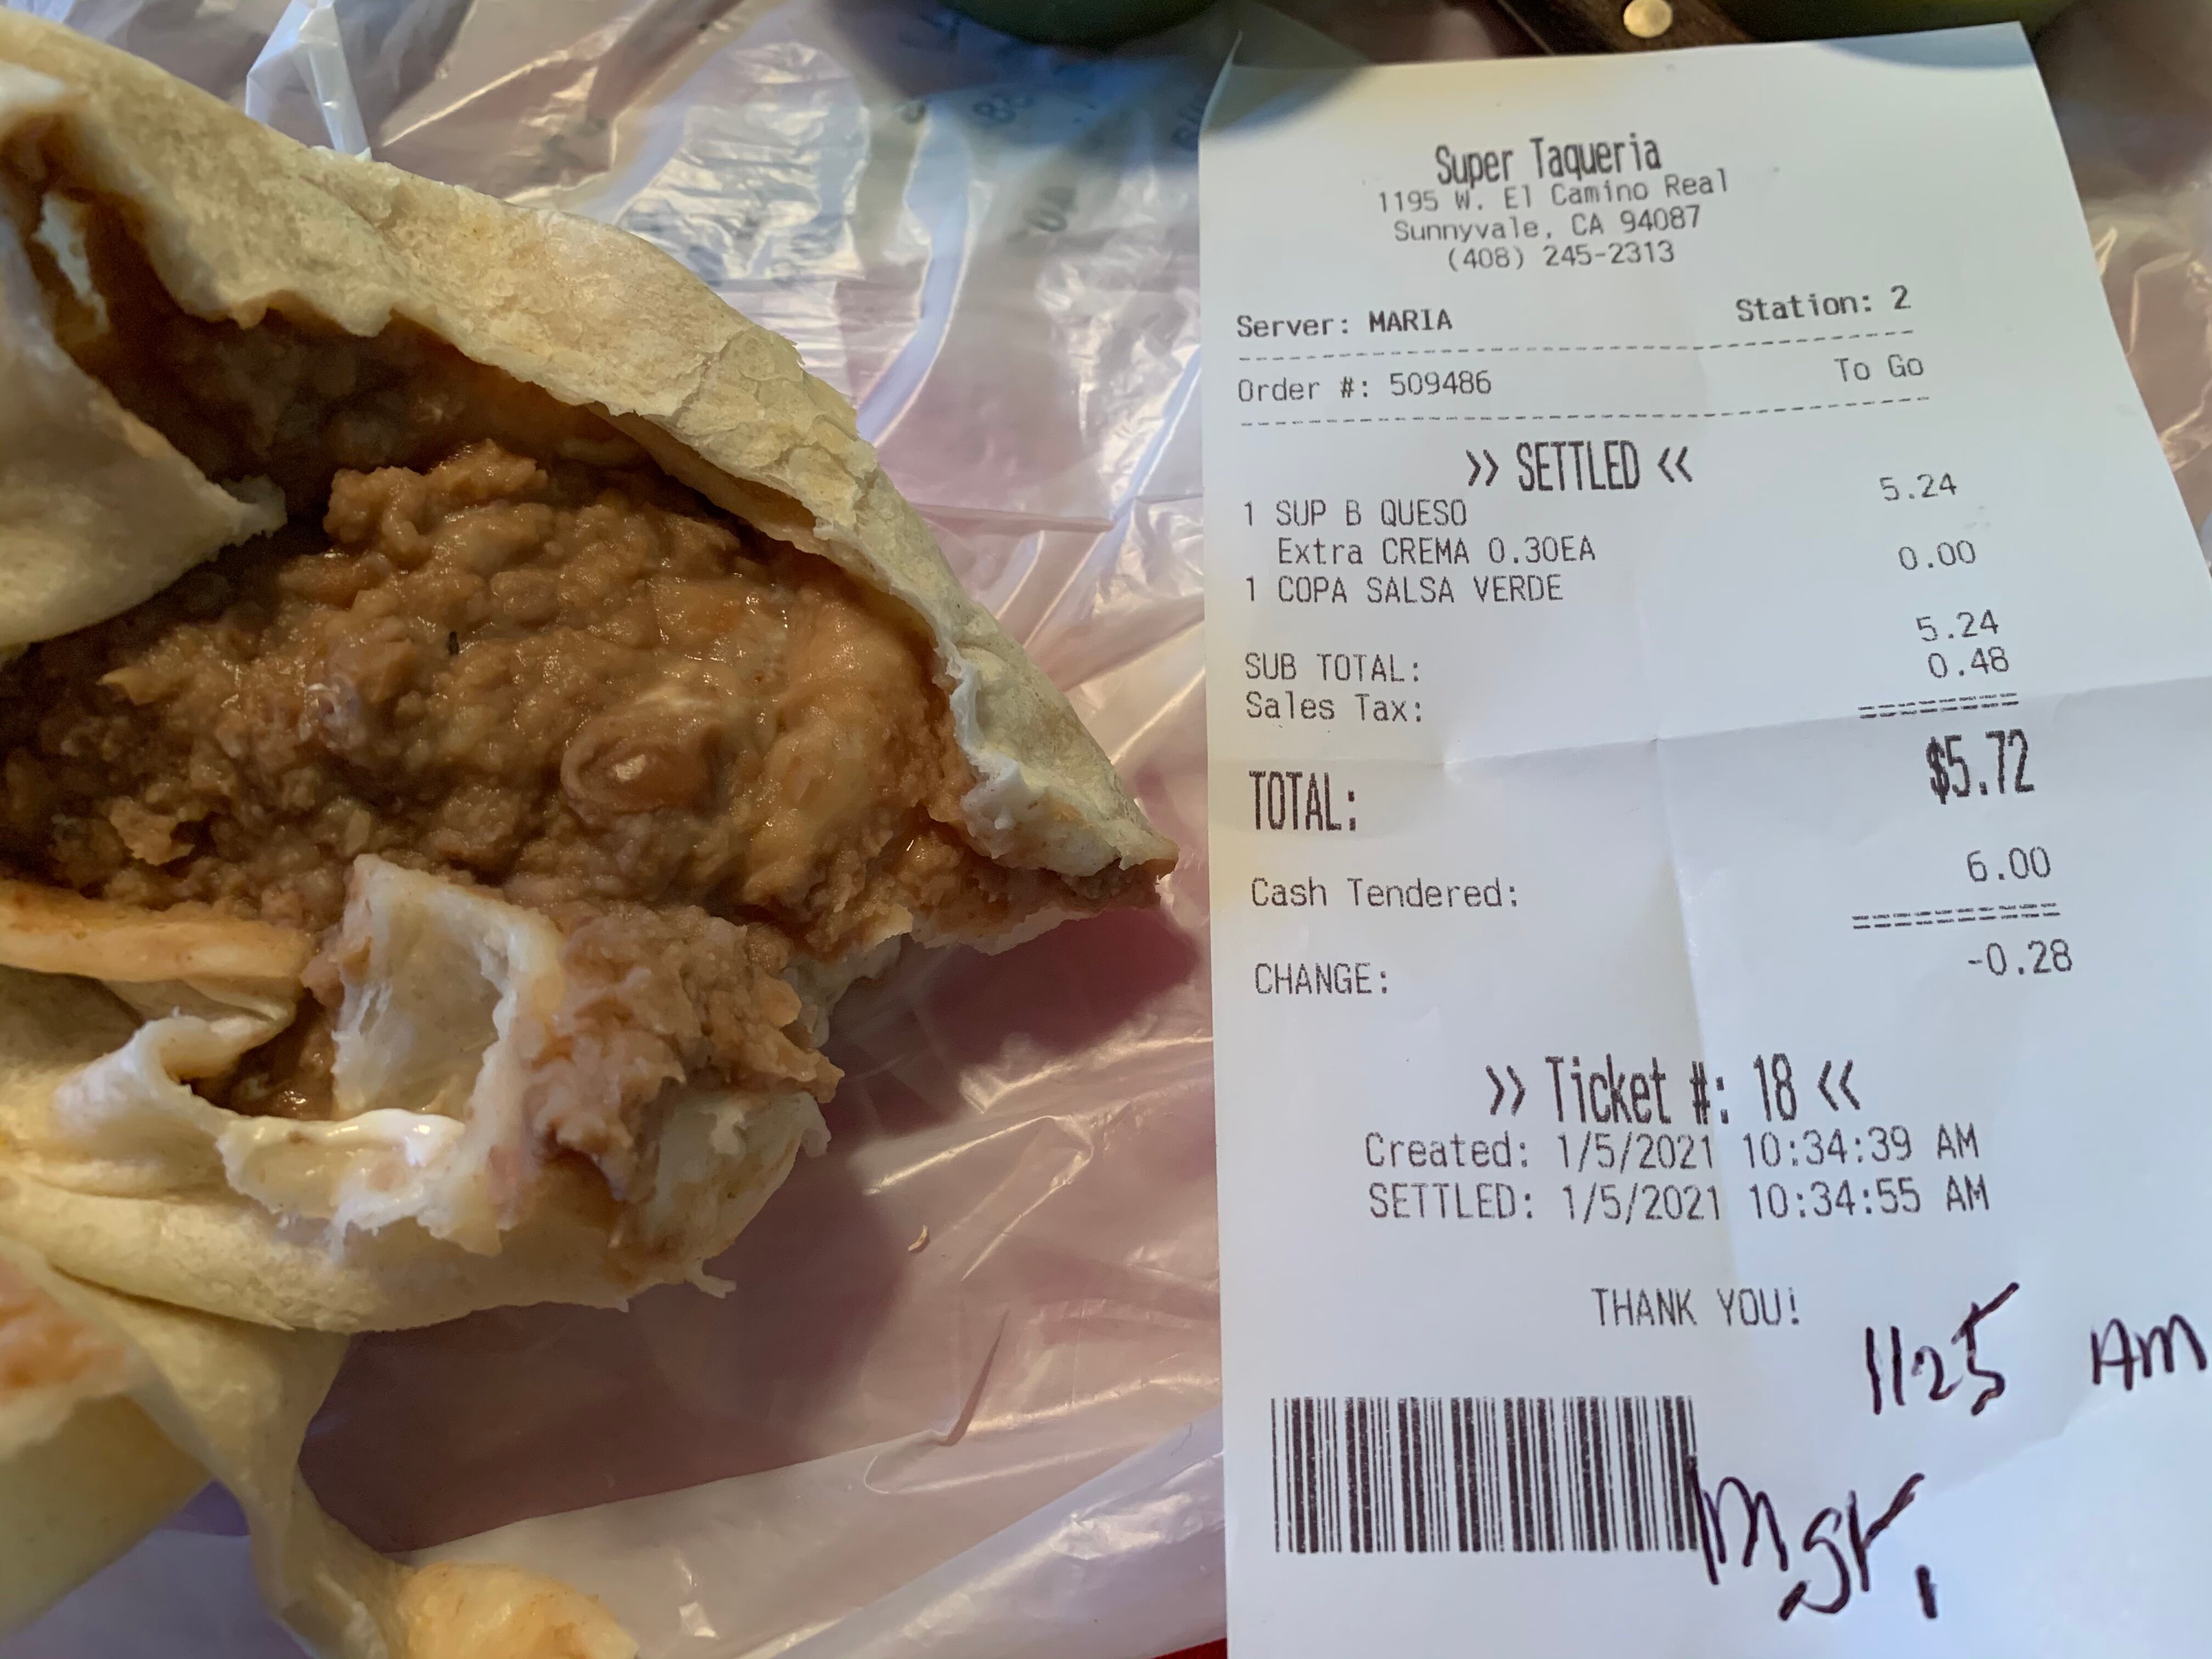 Super Taqueria
1195 W. El Camino Real
Sunnyvale, CA 94087
(408) 245-2313
Server: MARIA Station: 2
Order #: 509486 To Go
>> SETTLED <<
1 SUP B QUESO 5.24
Extra CREMA 0.30EA
1 COPA SALSA VERDE 0.00
SUB TOTAL: 5.24
Sales Tax: 0.48
TOTAL: $5.72
Cash Tendered: 6.00
CHANGE: -0.28
>> Ticket #: 18 <<
Created: 1/5/2021 10:34:39 AM
SETTLED: 1/5/2021 10:34:55 AM
THANK YOU!
1125 AM
Mgr.